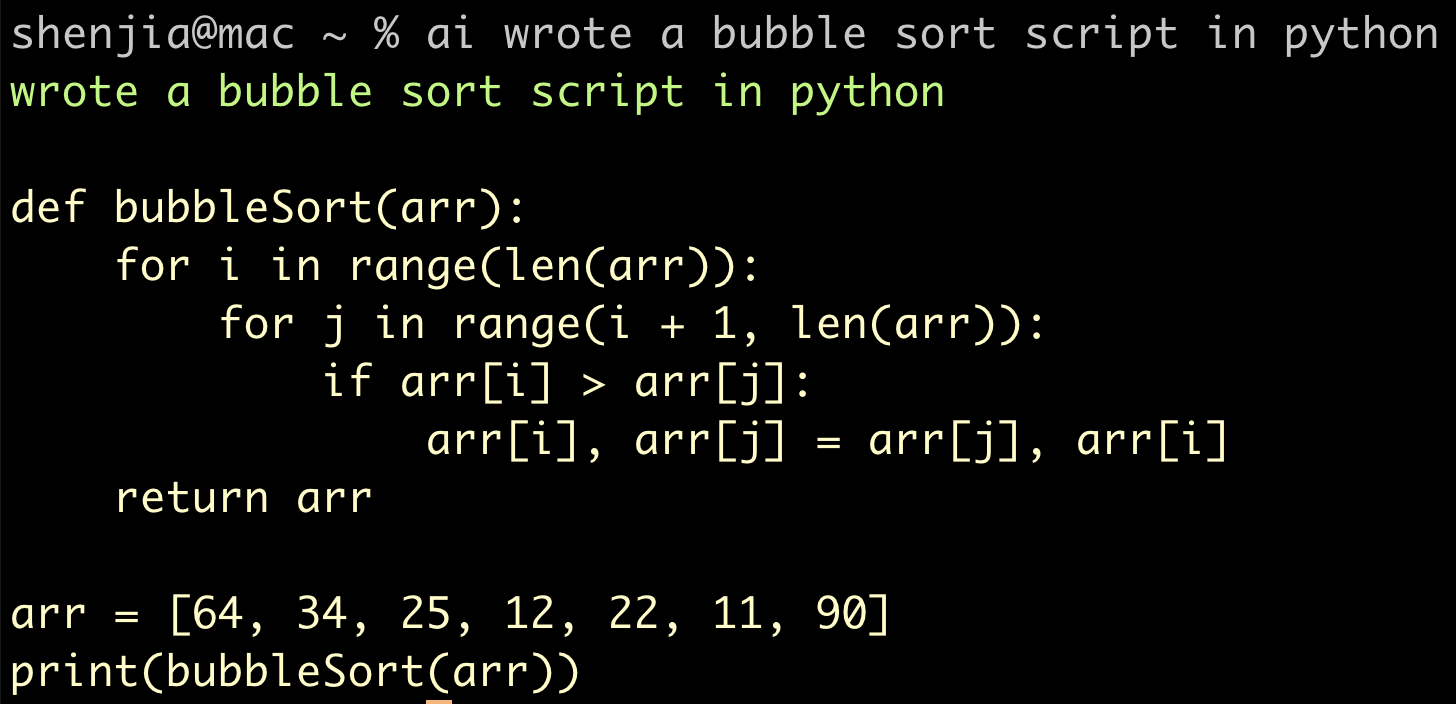 shenjia@mac ~ % ai wrote a bubble sort script in python
wrote a bubble sort script in python

def bubbleSort(arr):
    for i in range(len(arr)):
        for j in range(i + 1, len(arr)):
            if arr[i] > arr[j]:
                arr[i], arr[j] = arr[j], arr[i]
    return arr

arr = [64, 34, 25, 12, 22, 11, 90]
print(bubbleSort(arr))